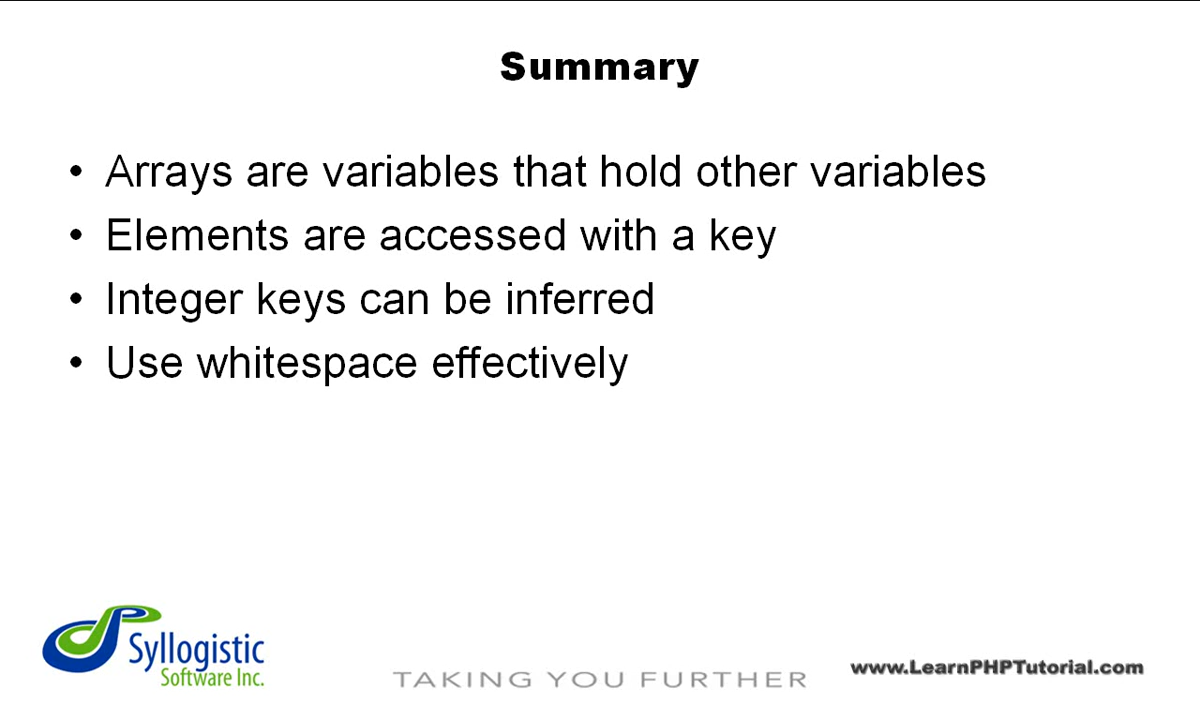 Summary
• Arrays are variables that hold other variables
• Elements are accessed with a key
• Integer keys can be inferred
• Use whitespace effectively
Syllogistic
Software Inc.
TAKING YOU FURTHER
www.LearnPHPTutorial.com